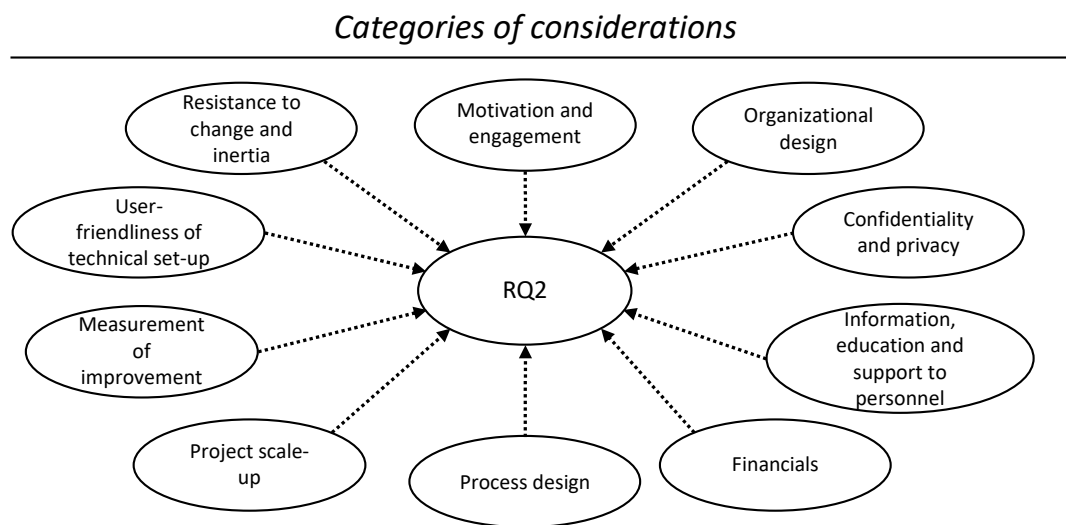 Categories of considerations
Resistance to
change and
inertia
Motivation and
engagement
Organizational
design
User-
friendliness of
technical set-up
Confidentiality
and privacy
RQ2
Measurement
of
improvement
Information,
education and
support to
personnel
Project scale-
up
Process design
Financials